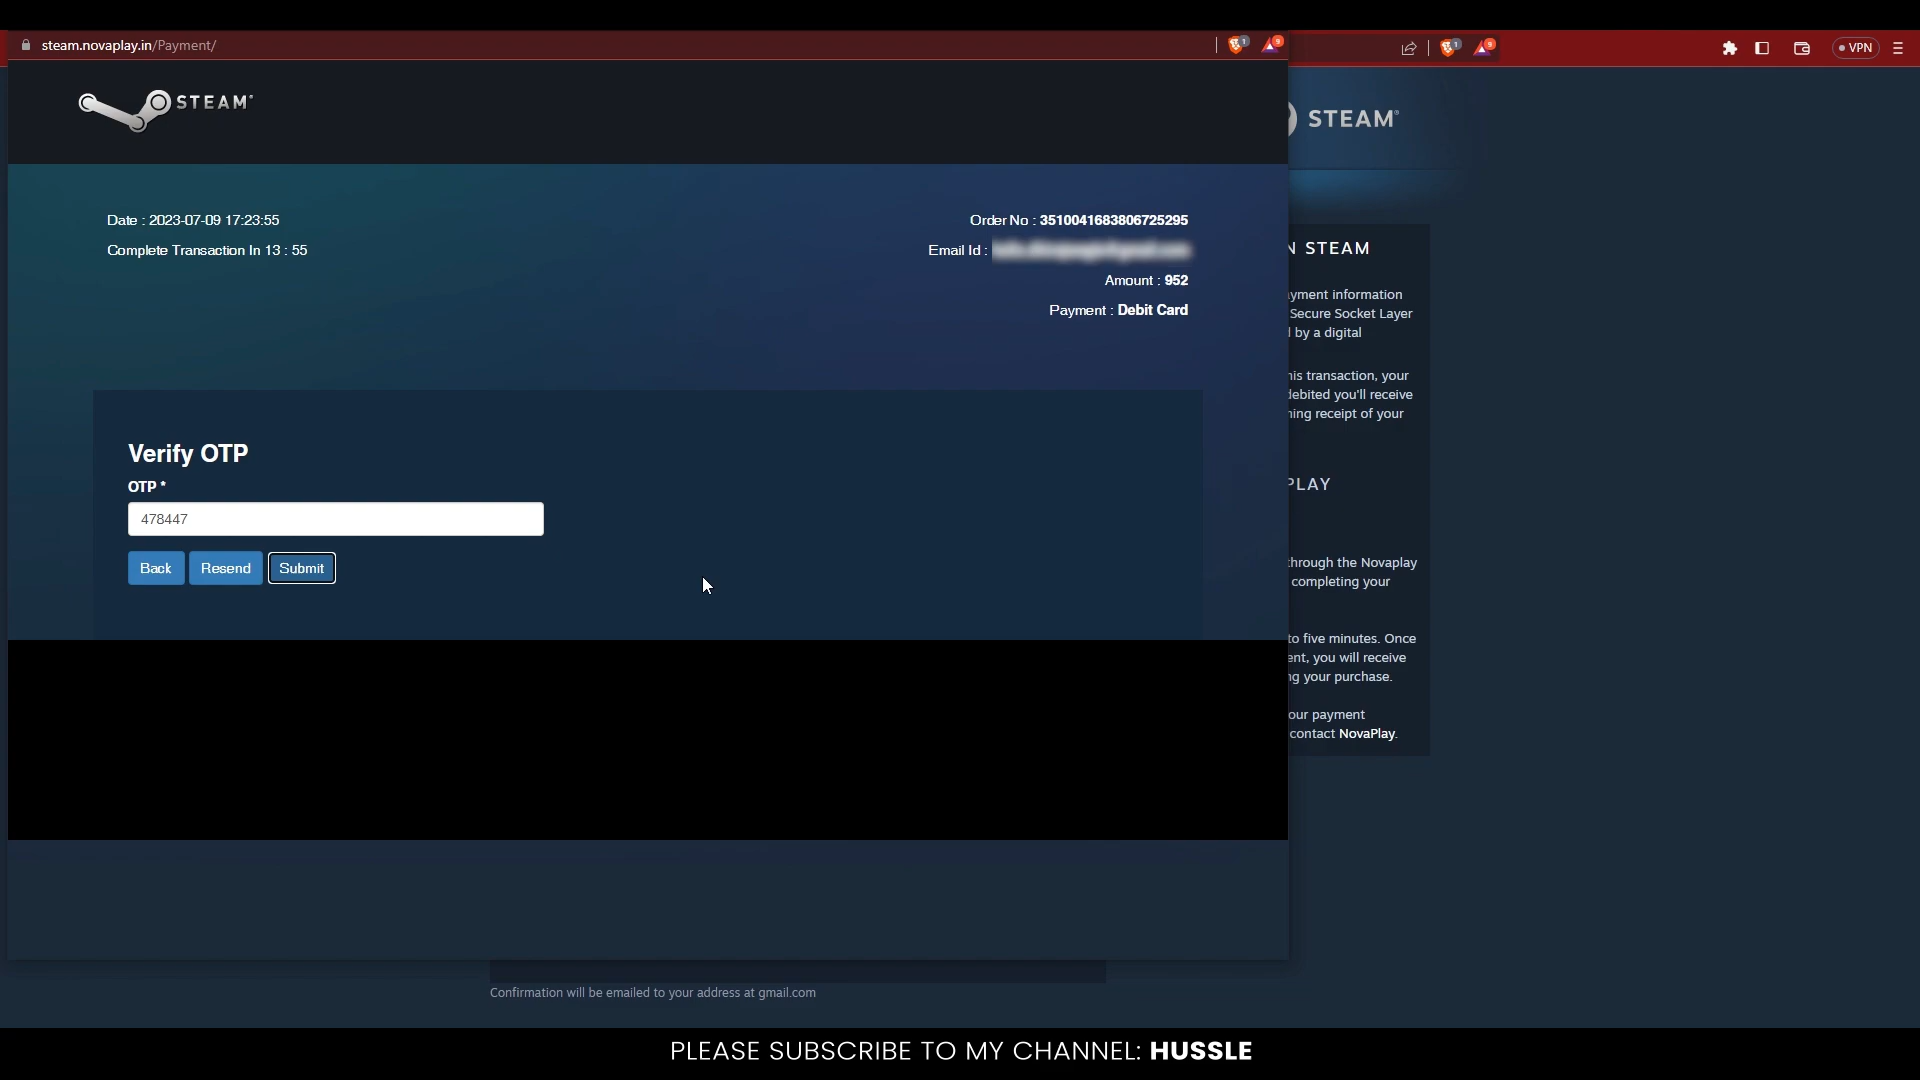 steam.novaplay.in/Payment/
1
9
1
9
VPN
STEAM®
STEAM®
Date : 2023-07-09 17:23:55
Complete Transaction In 13 : 55
Order No : 3510041683806725295
Email Id :
Amount : 952
Payment : Debit Card
Verify OTP
OTP *
478447
Back
Resend
Submit
N STEAM
yment information
Secure Socket Layer
by a digital
his transaction, your
debited you'll receive
ning receipt of your
PLAY
through the Novaplay
completing your
to five minutes. Once
ent, you will receive
ng your purchase.
our payment
contact NovaPlay.
Confirmation will be emailed to your address at gmail.com
PLEASE SUBSCRIBE TO MY CHANNEL: HUSSLE